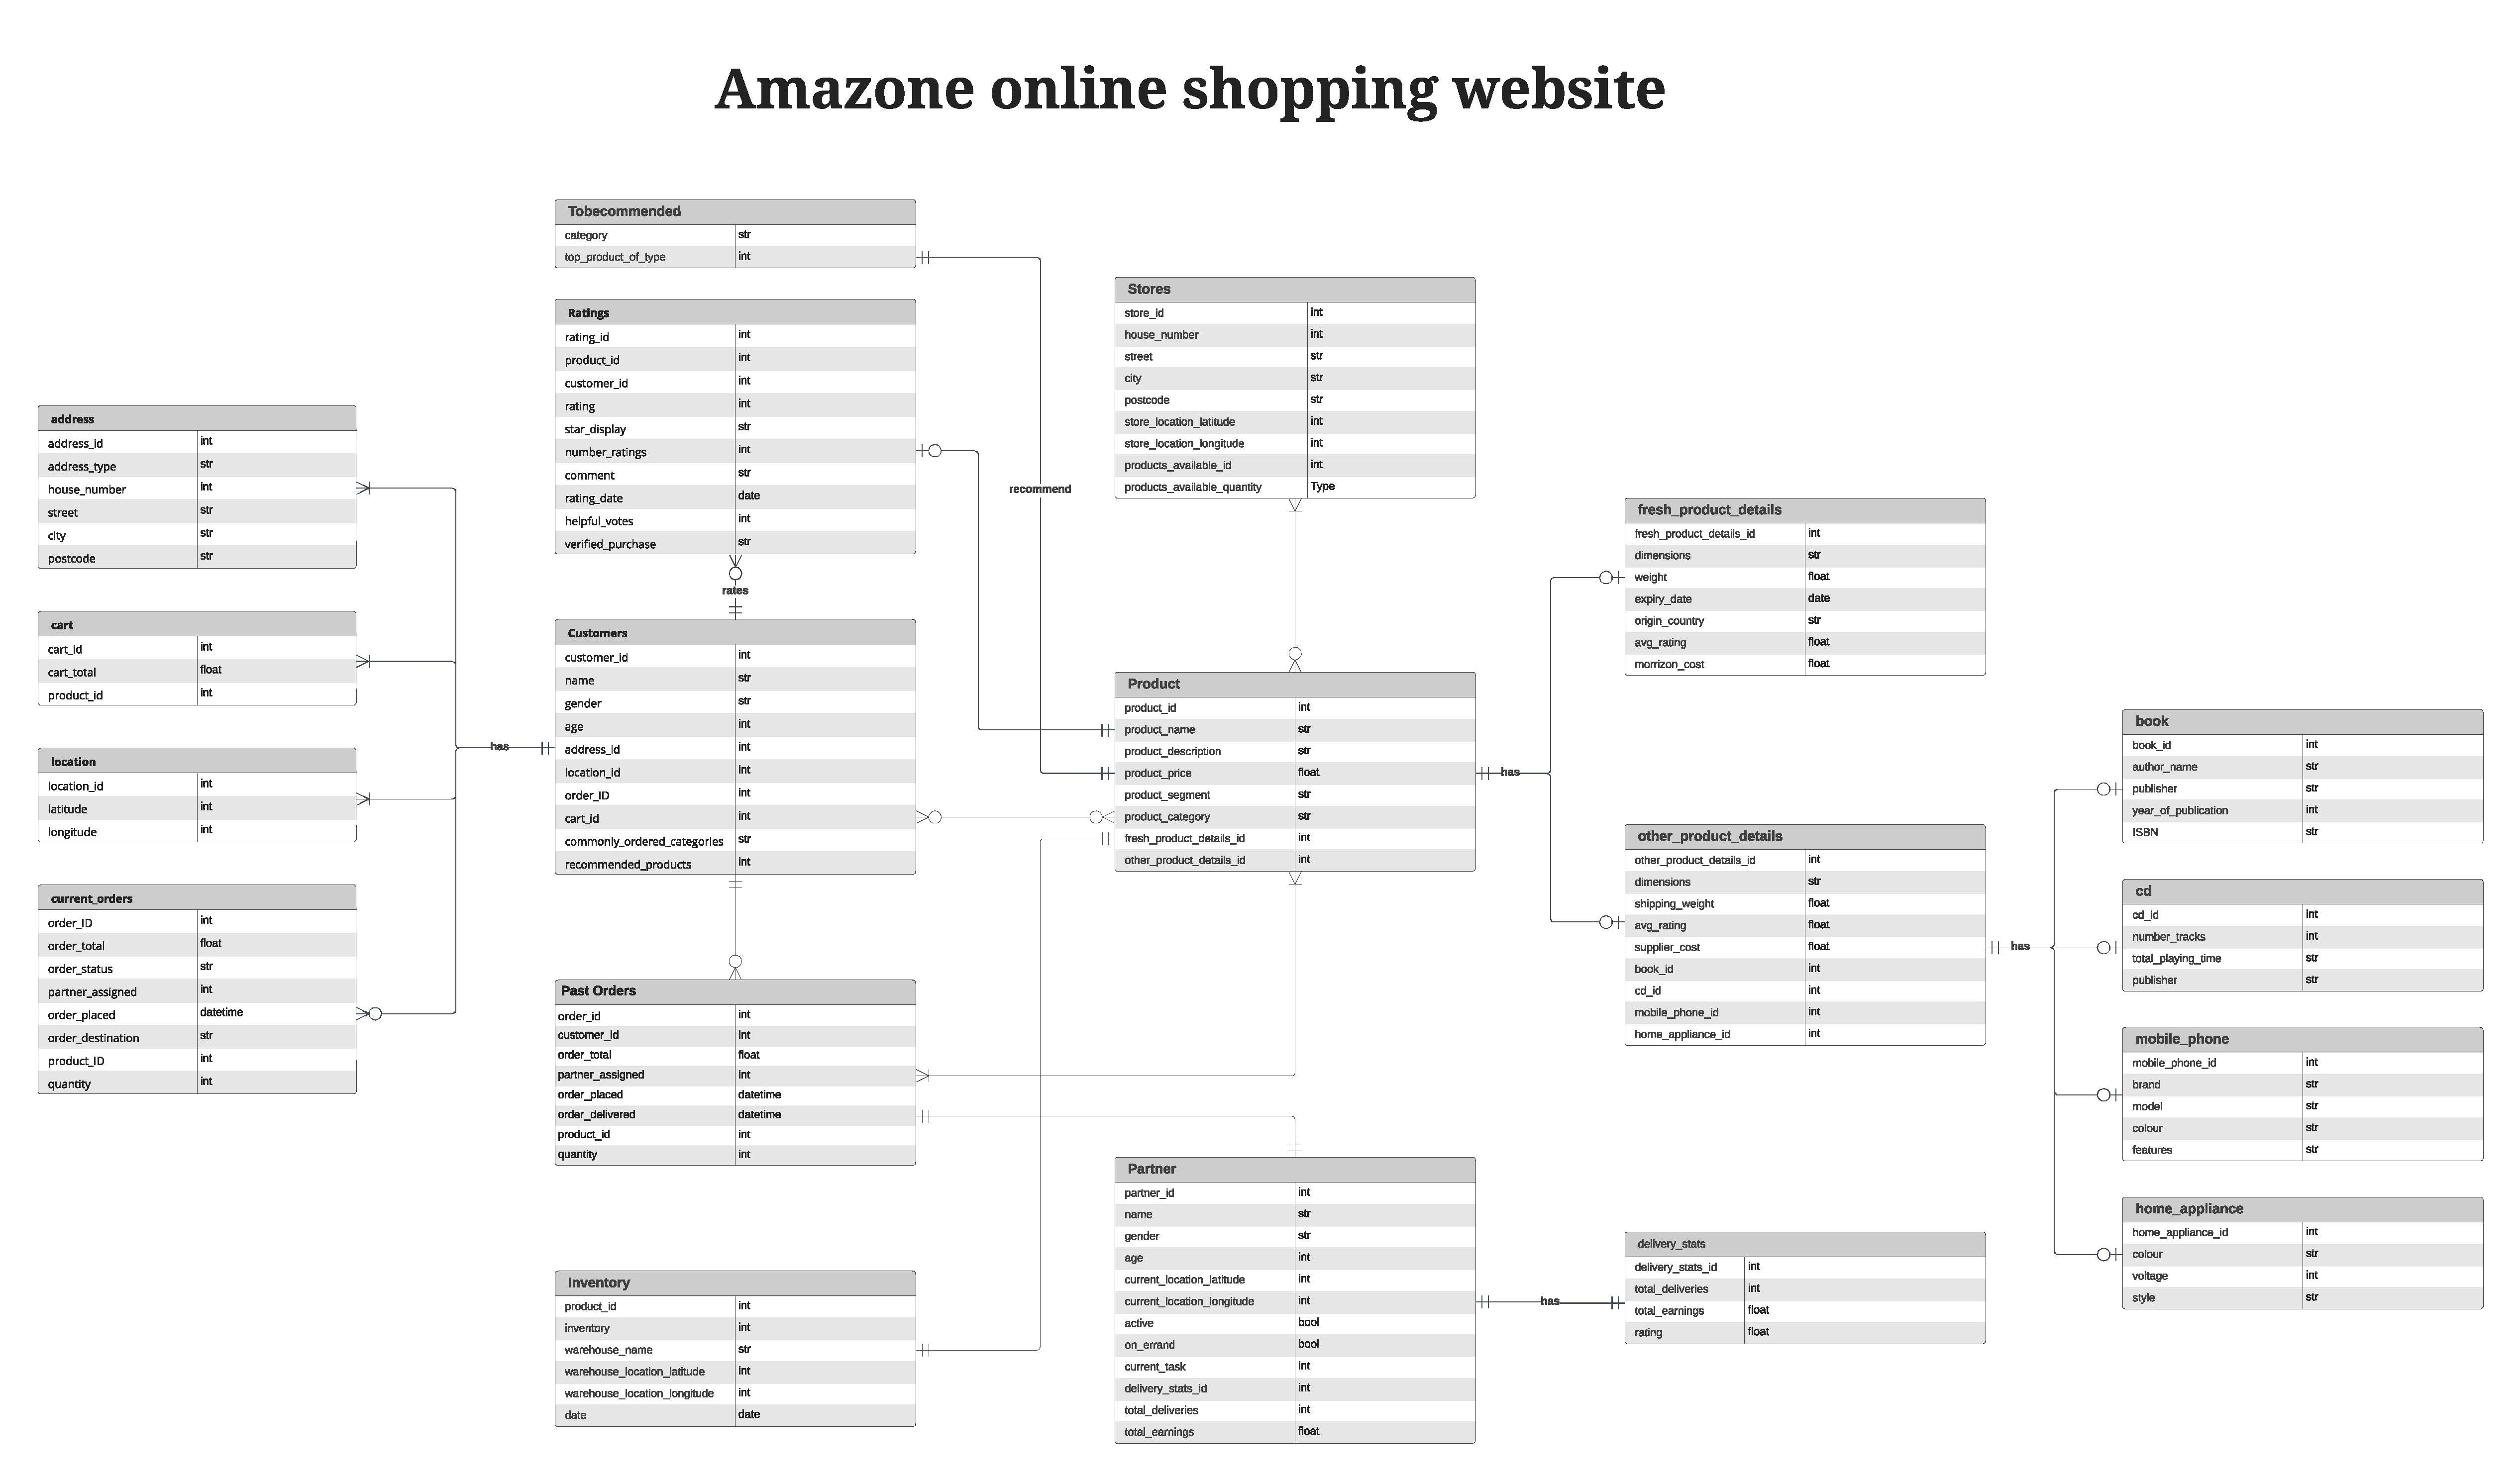 Amazone online shopping website
Tobecommended
category str
top_product_of_type int
Ratings
rating_id int
product_id int
customer_id int
rating int
star_display str
number_ratings int
comment str
rating_date date
helpful_votes int
verified_purchase str
rates
recommend
Stores
store_id int
house_number int
street str
city str
postcode str
store_location_latitude int
store_location_longitude int
products_available_id int
products_available_quantity Type
address
address_id int
address_type str
house_number int
street str
city str
postcode str
cart
cart_id int
cart_total float
product_id int
location
location_id int
latitude int
longitude int
current_orders
order_ID int
order_total float
order_status str
partner_assigned int
order_placed datetime
order_destination str
product_ID int
quantity int
has
Customers
customer_id int
name str
gender str
age int
address_id int
location_id int
order_ID int
cart_id int
commonly_ordered_categories str
recommended_products int
Product
product_id int
product_name str
product_description str
product_price float
product_segment str
product_category str
fresh_product_details_id int
other_product_details_id int
has
fresh_product_details
fresh_product_details_id int
dimensions str
weight float
expiry_date date
origin_country str
avg_rating float
morrizon_cost float
other_product_details
other_product_details_id int
dimensions str
shipping_weight float
avg_rating float
supplier_cost float
book_id int
cd_id int
mobile_phone_id int
home_appliance_id int
has
book
book_id int
author_name str
publisher str
year_of_publication int
ISBN str
cd
cd_id int
number_tracks int
total_playing_time str
publisher str
mobile_phone
mobile_phone_id int
brand str
model str
colour str
features str
home_appliance
home_appliance_id int
colour str
voltage int
style str
Past Orders
order_id int
customer_id int
order_total float
partner_assigned int
order_placed datetime
order_delivered datetime
product_id int
quantity int
Inventory
product_id int
inventory int
warehouse_name str
warehouse_location_latitude int
warehouse_location_longitude int
date date
Partner
partner_id int
name str
gender str
age int
current_location_latitude int
current_location_longitude int
active bool
on_errand bool
current_task int
delivery_stats_id int
total_deliveries int
total_earnings float
has
delivery_stats
delivery_stats_id int
total_deliveries int
total_earnings float
rating float